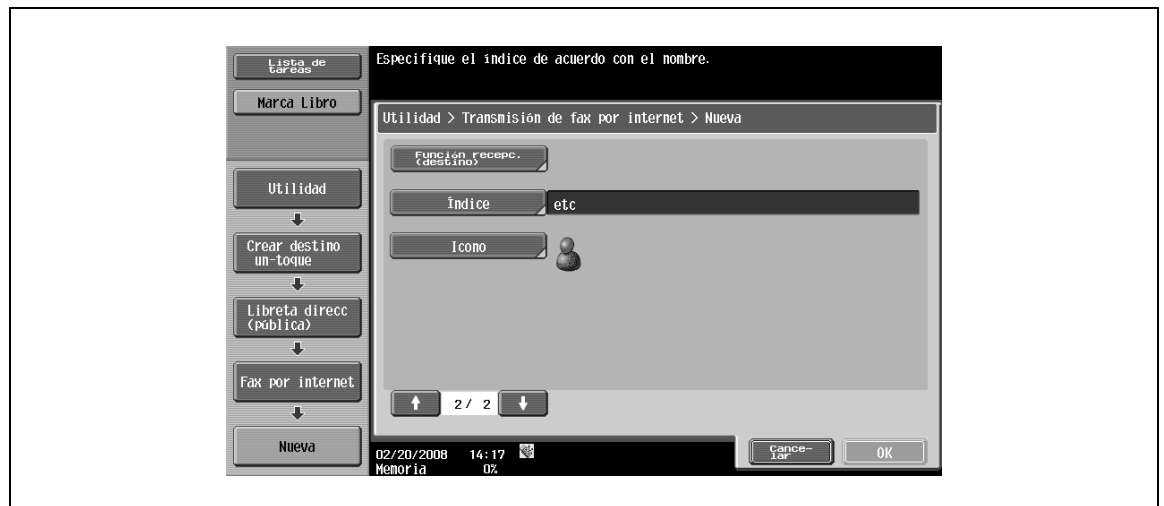 Lista de
tareas
Especifique el índice de acuerdo con el nombre.
Marca Libro
Utilidad > Transmisión de fax por internet > Nueva
Función recepc.
(destino)
Utilidad
Índice
etc
Crear destino
un-toque
Icono
Libreta direcc
(pública)
Fax por internet
2/ 2
Nueva
02/20/2008 14:17
Memoria 0%
Cance-
lar
OK